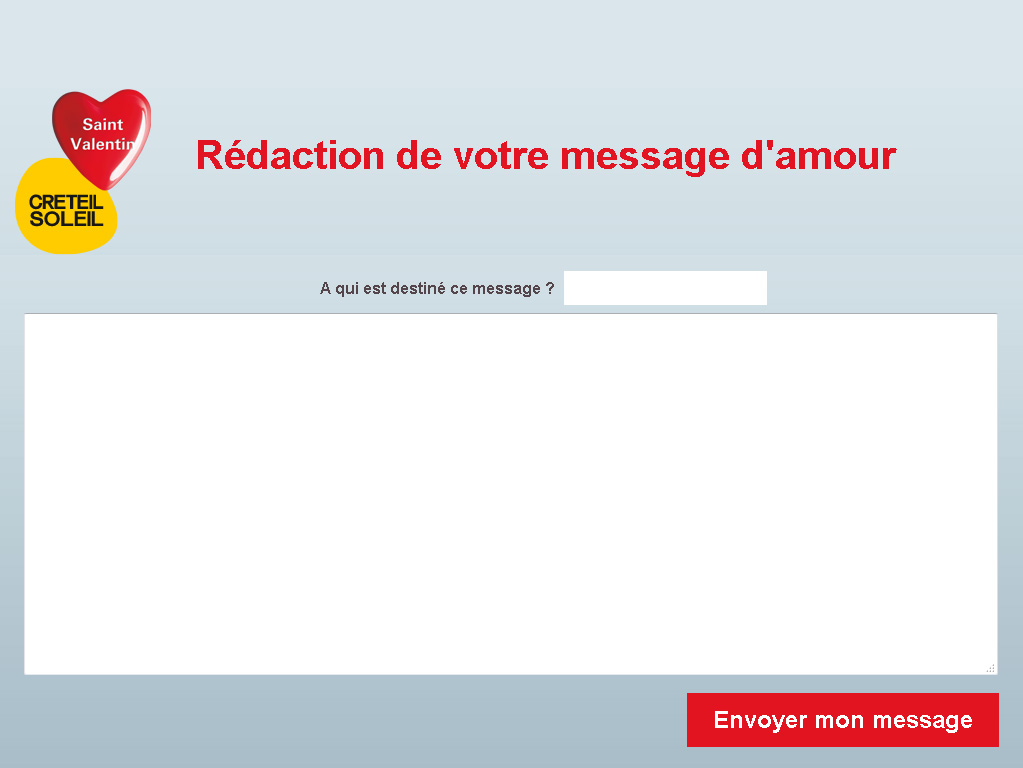 Saint
Valentin
CRETEIL
SOLEIL
Rédaction de votre message d'amour
A qui est destiné ce message ?
Envoyer mon message